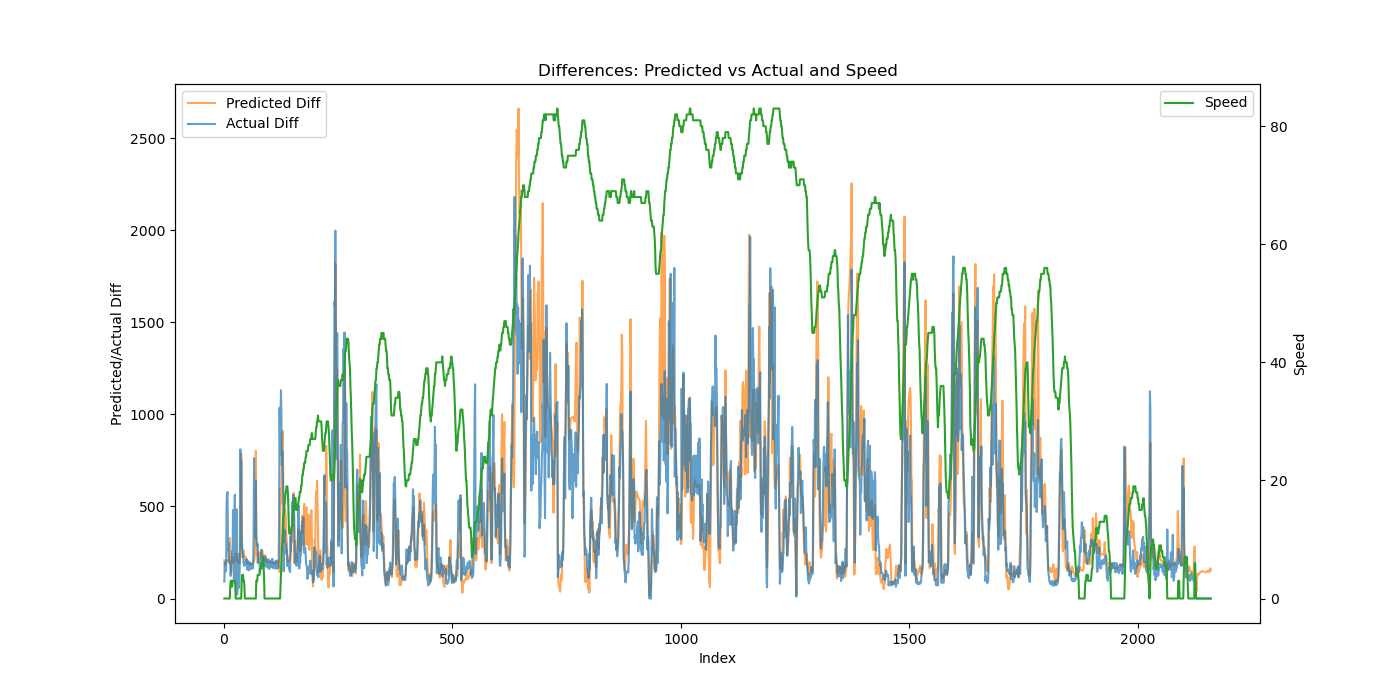 Differences: Predicted vs Actual and Speed
Predicted Diff
Actual Diff
Speed
2500
2000
1500
1000
500
0
Predicted/Actual Diff
80
60
40
20
0
Speed
0
500
1000
1500
2000
Index